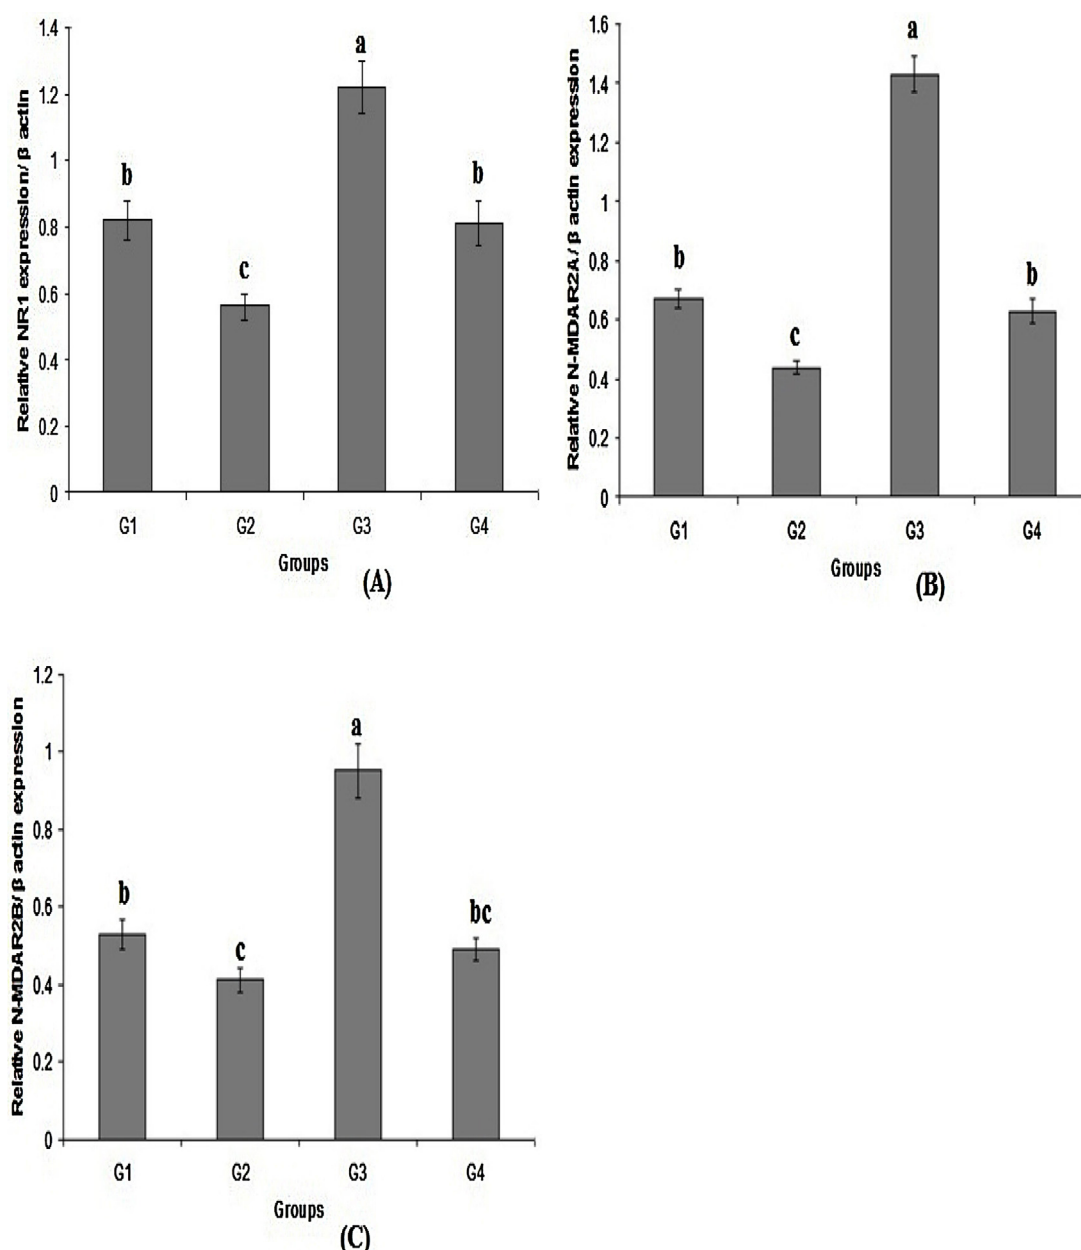 Relative NR1 expression/ β actin
1.4
1.2
1
0.8
0.6
0.4
0.2
0
b
c
a
b
G1 G2 G3 G4
Groups
(A)
Relative N-MDAR2A/ β actin expression
1.6
1.4
1.2
1
0.8
0.6
0.4
0.2
0
b
c
a
b
G1 G2 G3 G4
Groups
(B)
Relative N-MDAR2B/ β actin expression
1.2
1
0.8
0.6
0.4
0.2
0
b
c
a
bc
G1 G2 G3 G4
Groups
(C)